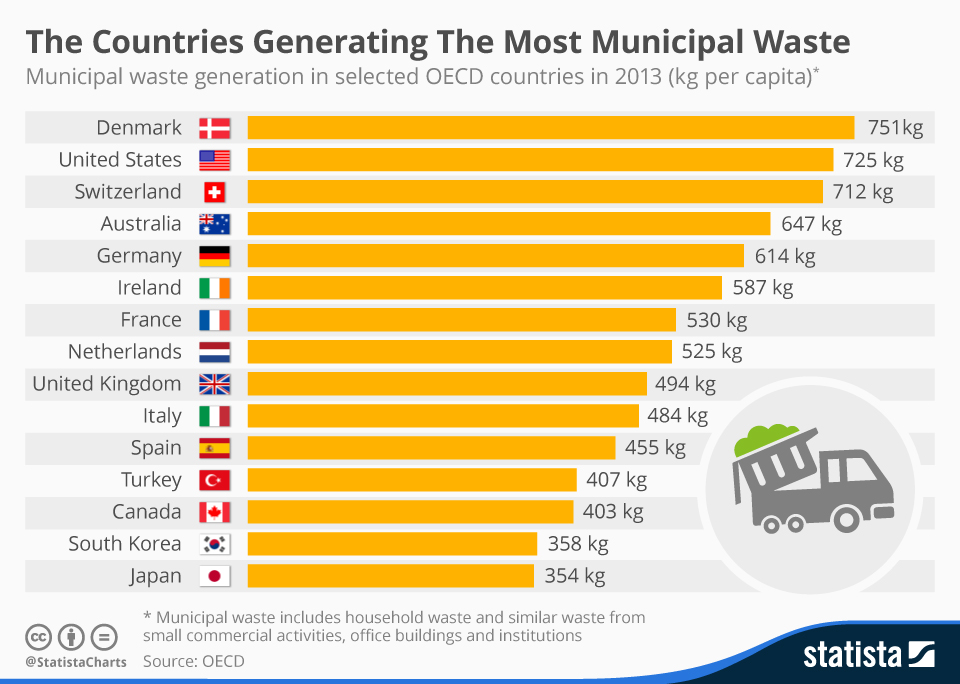 The Countries Generating The Most Municipal Waste
Municipal waste generation in selected OECD countries in 2013 (kg per capita)*
Denmark 751kg
United States 725 kg
Switzerland 712 kg
Australia 647 kg
Germany 614 kg
Ireland 587 kg
France 530 kg
Netherlands 525 kg
United Kingdom 494 kg
Italy 484 kg
Spain 455 kg
Turkey 407 kg
Canada 403 kg
South Korea 358 kg
Japan 354 kg
* Municipal waste includes household waste and similar waste from
small commercial activities, office buildings and institutions
cc
@StatistaCharts Source: OECD
statista